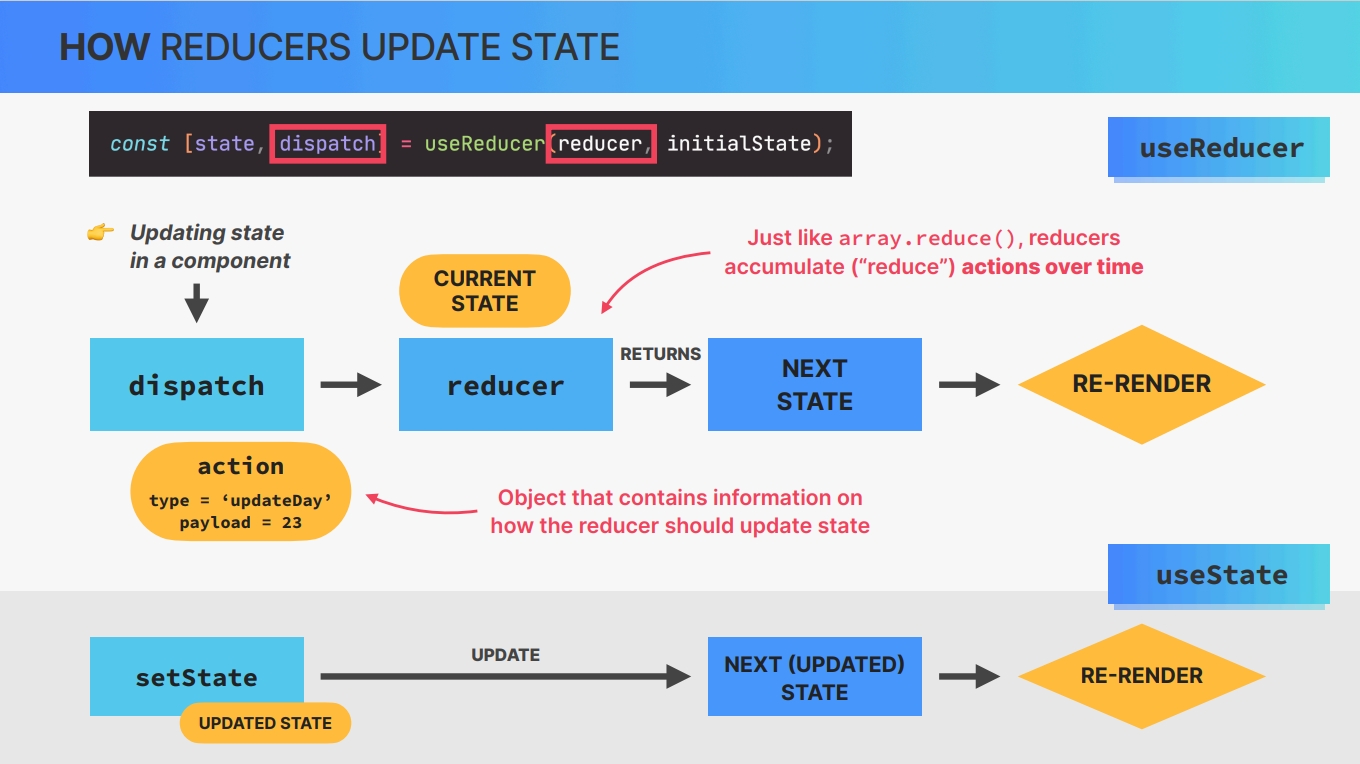 HOW REDUCERS UPDATE STATE
const [state, dispatch] = useReducer(reducer, initialState);
useReducer
Updating state
in a component
Just like array.reduce(), reducers
accumulate (“reduce”) actions over time
CURRENT
STATE
dispatch
reducer
RETURNS
NEXT
STATE
RE-RENDER
action
type = ‘updateDay’
payload = 23
Object that contains information on
how the reducer should update state
useState
setState
UPDATED STATE
UPDATE
NEXT (UPDATED)
STATE
RE-RENDER